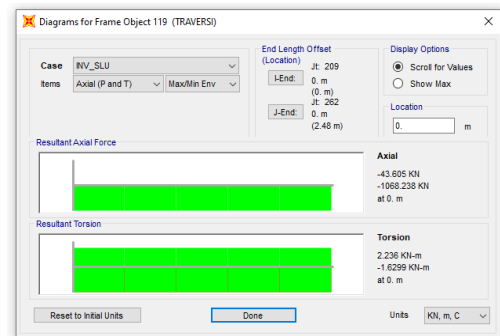 Diagrams for Frame Object 119 (TRAVERSI)
Case INV_SLU
Items Axial (P and T) Max/Min Env
End Length Offset
(Location)
Jt: 209
I-End: 0. m
(0. m)
Jt: 262
J-End: 0. m
(2.48 m)
Display Options
Scroll for Values
Show Max
Location
0. m
Resultant Axial Force
Axial
-43.605 KN
-1068.238 KN
at 0. m
Resultant Torsion
Torsion
2.236 KN-m
-1.6299 KN-m
at 0. m
Reset to Initial Units Done Units KN, m, C